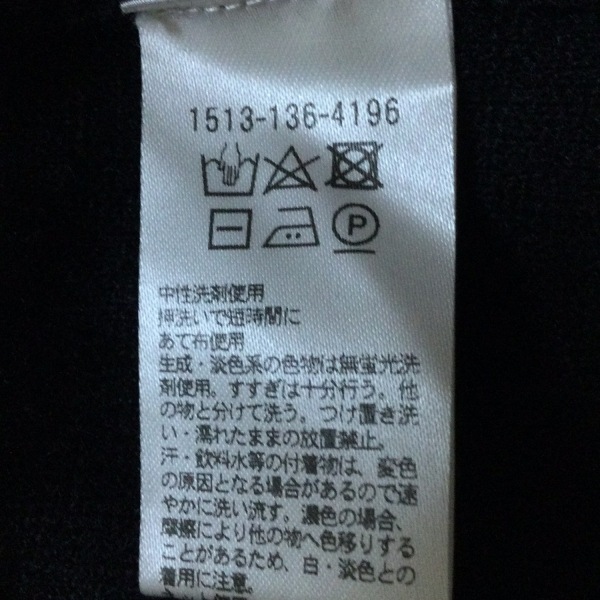 1513-136-4196
P
中性洗剤使用
押洗いで短時間に
あて布使用
生成・淡色系の色物は無蛍光洗
剤使用。すすぎは十分行う。他
の物と分けて洗う。つけ置き洗
い・濡れたままの放置禁止。
汗・飲料水等の付着物は、変色
の原因となる場合があるので速
やかに洗い流す。濃色の場合、
摩擦により他の物へ色移りする
ことがあるため、白・淡色との
着用に注意。